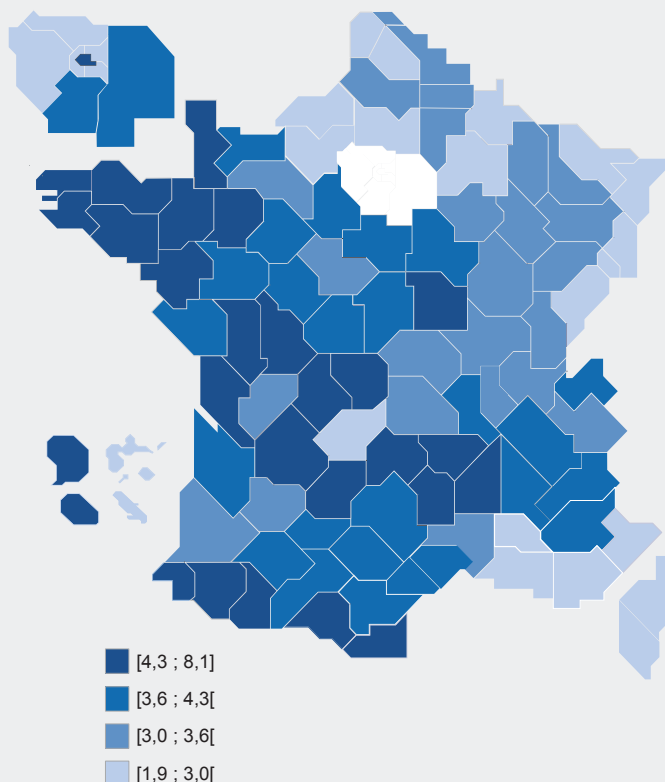 [4,3 ; 8,1]
[3,6 ; 4,3[
[3,0 ; 3,6[
[1,9 ; 3,0[